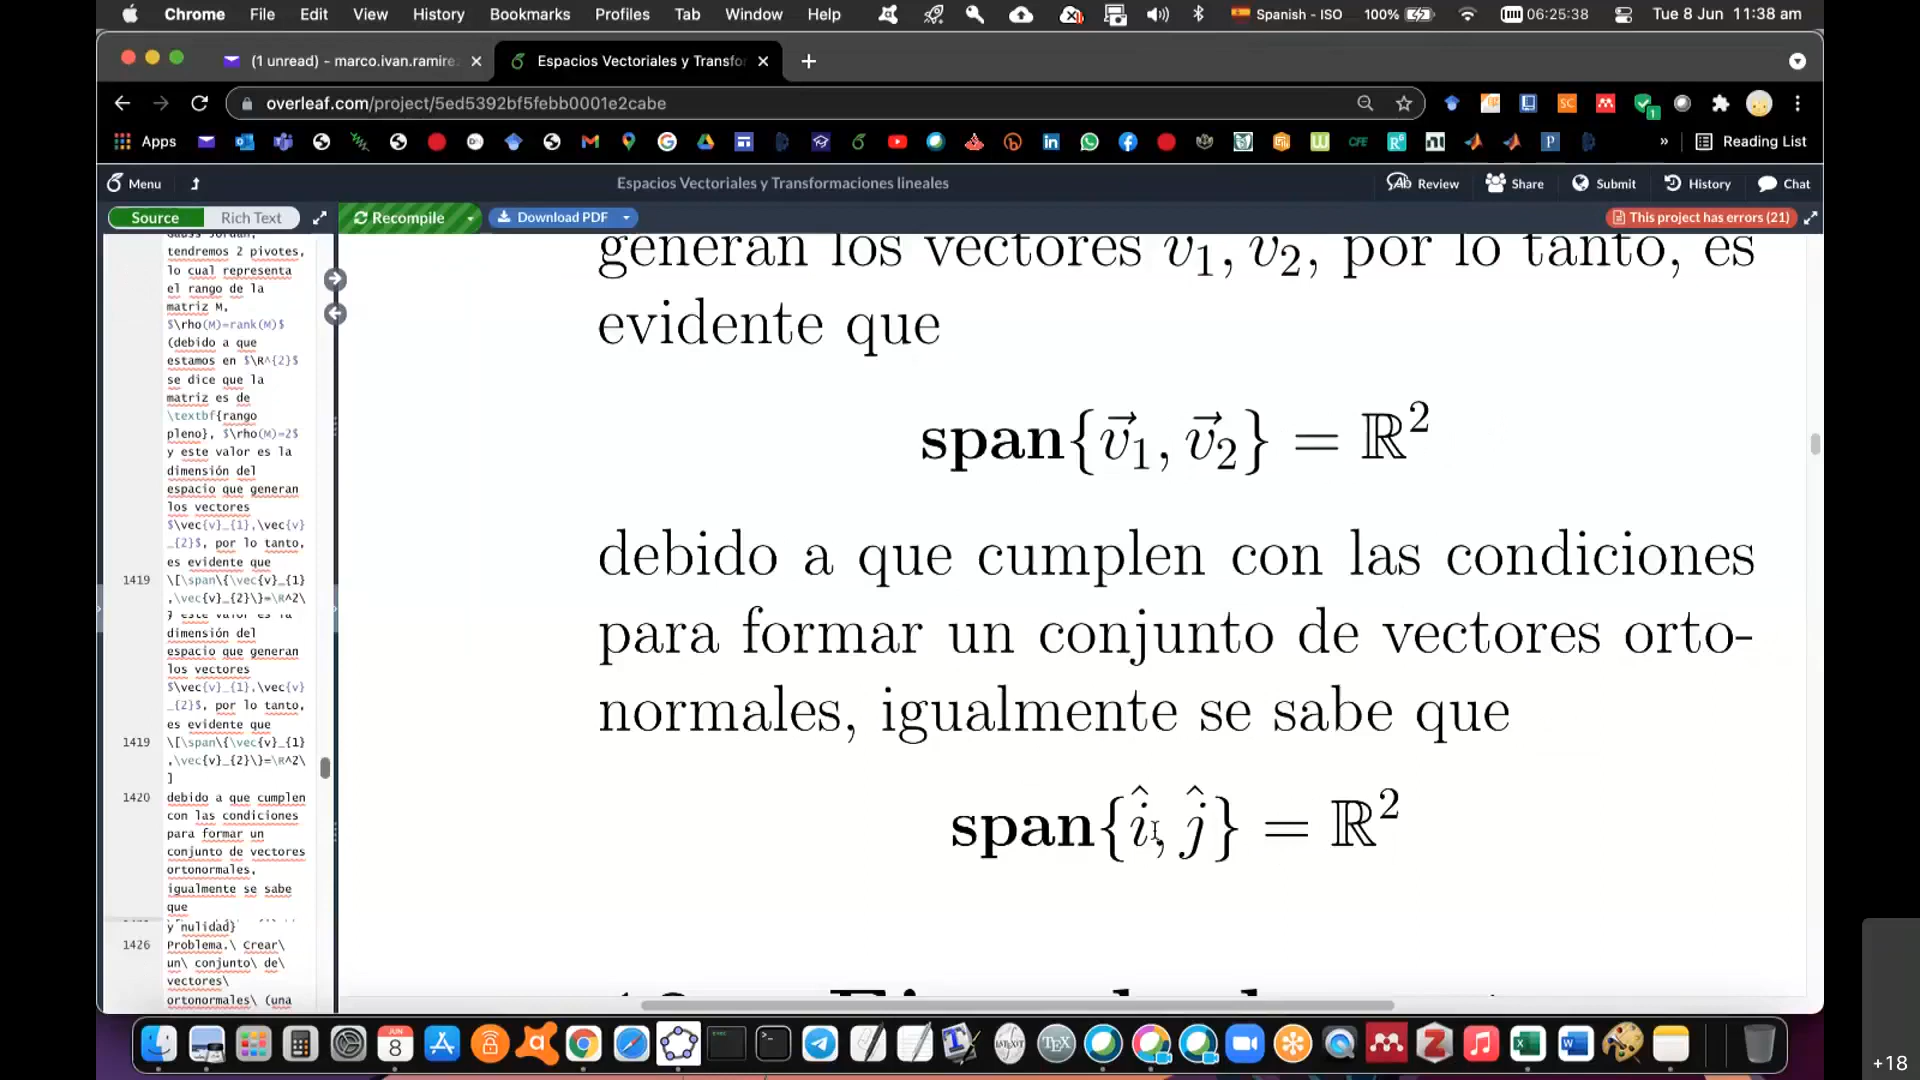 Chrome File Edit View History Bookmarks Profiles Tab Window Help Spanish - ISO 100% 06:25:38 Tue 8 Jun 11:38 am
(1 unread) - marco.ivan.ramire
Espacios Vectoriales y Transfo
overleaf.com/project/5ed5392bf5febb0001e2cabe
Apps
Reading List
Menu
Espacios Vectoriales y Transformaciones lineales
Review Share Submit History Chat
Source Rich Text
Recompile
Download PDF
This project has errors (21)
Gauss Jordan,
tendremos 2 pivotes,
lo cual representa
el rango de la
matriz M,
$\rho(M)=rank(M)$
(debido a que
estamos en $\R^{2}$
se dice que la
matriz es de
\textbf{rango
pleno}, $\rho(M)=2$
y este valor es la
dimensión del
espacio que generan
los vectores
$\vec{v}_{1},\vec{v}
_{2}$, por lo tanto,
es evidente que
1419 \[\span\{\vec{v}_{1}
,\vec{v}_{2}\}=\R^2\
y este valor es la
dimensión del
espacio que generan
los vectores
$\vec{v}_{1},\vec{v}
_{2}$, por lo tanto,
es evidente que
1419 \[\span\{\vec{v}_{1}
,\vec{v}_{2}\}=\R^2\
]
1420 debido a que cumplen
con las condiciones
para formar un
conjunto de vectores
ortonormales,
igualmente se sabe
que
y nulidad}
1426 Problema.\ Crear\
un\ conjunto\ de\
vectores\
ortonormales\ (una
generan los vectores v₁, v₂, por lo tanto, es
evidente que
span{v⃗₁, v⃗₂} = ℝ²
debido a que cumplen con las condiciones
para formar un conjunto de vectores orto-
normales, igualmente se sabe que
span{î, ĵ} = ℝ²
JUN
8
+18